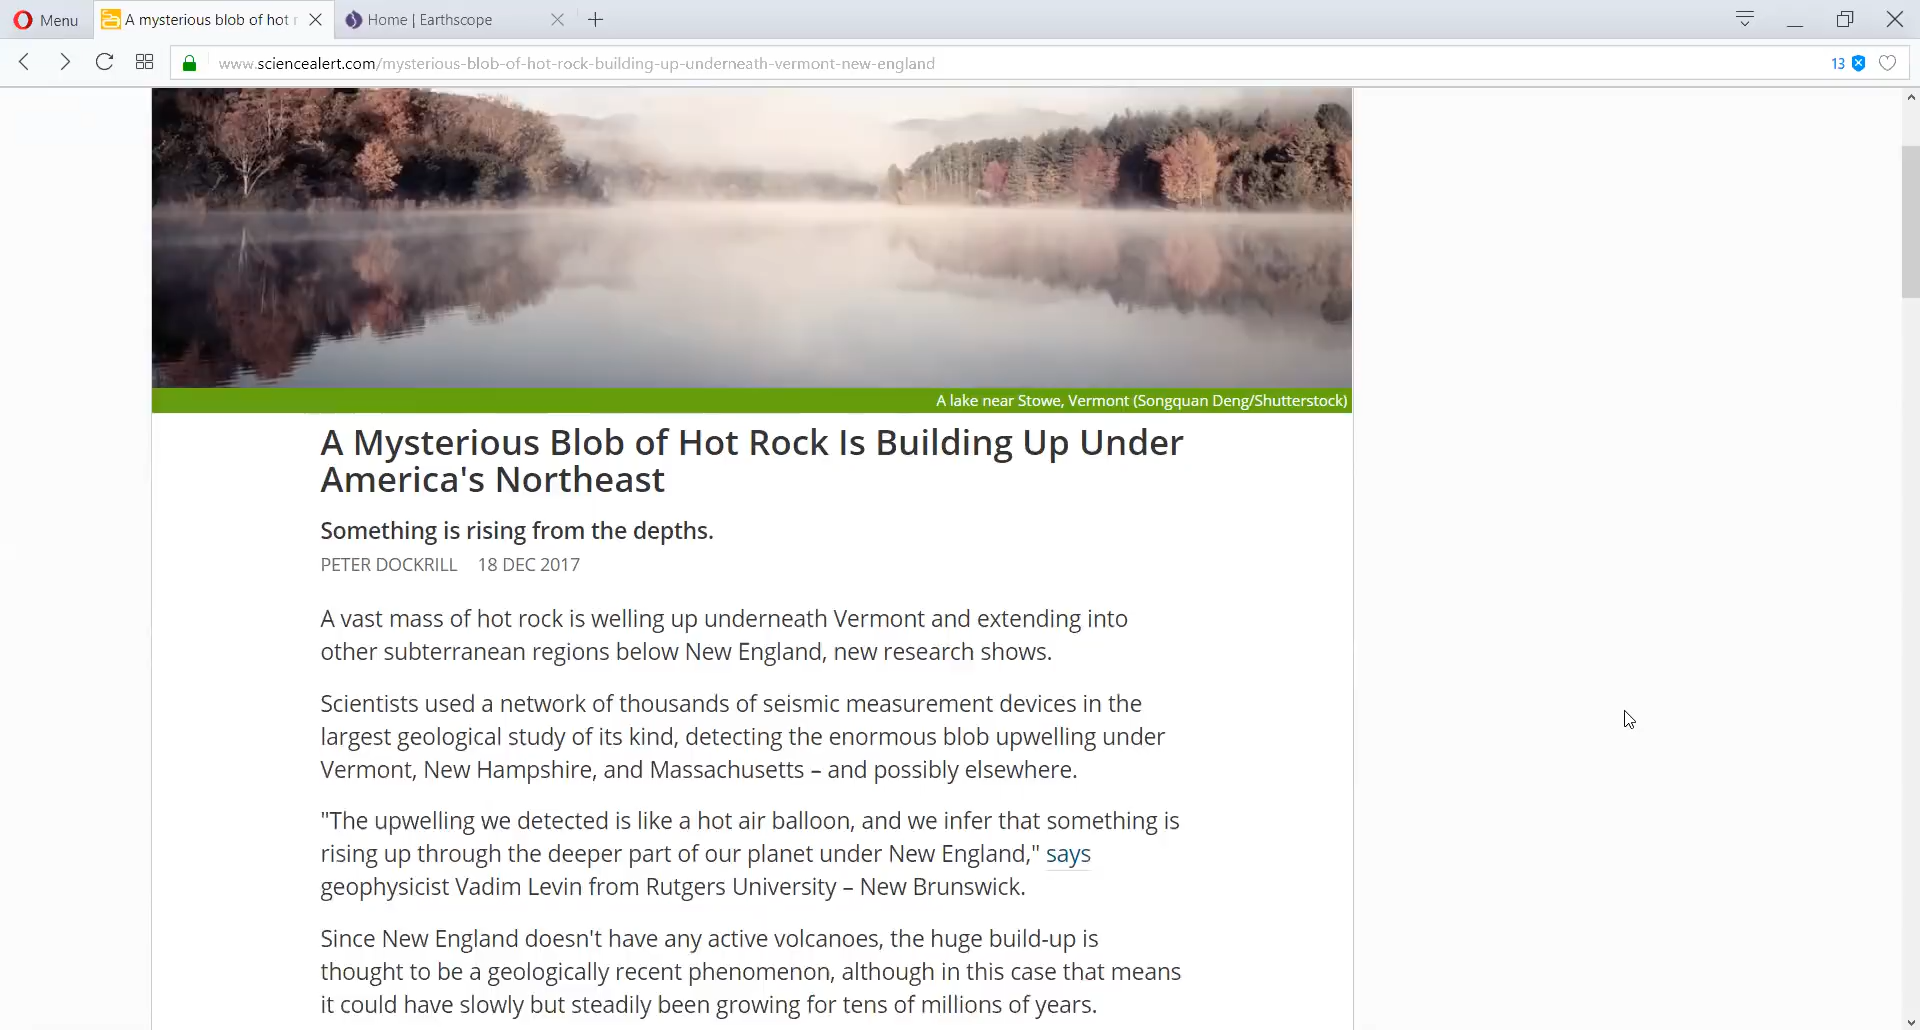 Menu
A mysterious blob of hot
Home | Earthscope
www.sciencealert.com/mysterious-blob-of-hot-rock-building-up-underneath-vermont-new-england
13
A lake near Stowe, Vermont (Songquan Deng/Shutterstock)
A Mysterious Blob of Hot Rock Is Building Up Under
America's Northeast
Something is rising from the depths.
PETER DOCKRILL 18 DEC 2017
A vast mass of hot rock is welling up underneath Vermont and extending into
other subterranean regions below New England, new research shows.
Scientists used a network of thousands of seismic measurement devices in the
largest geological study of its kind, detecting the enormous blob upwelling under
Vermont, New Hampshire, and Massachusetts – and possibly elsewhere.
"The upwelling we detected is like a hot air balloon, and we infer that something is
rising up through the deeper part of our planet under New England," says
geophysicist Vadim Levin from Rutgers University – New Brunswick.
Since New England doesn't have any active volcanoes, the huge build-up is
thought to be a geologically recent phenomenon, although in this case that means
it could have slowly but steadily been growing for tens of millions of years.